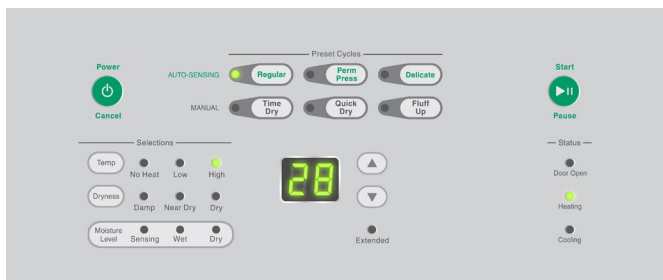 Preset Cycles
Power
Cancel
AUTO-SENSING
Regular
Perm
Press
Delicate
MANUAL
Time
Dry
Quick
Dry
Fluff
Up
Start
Pause
Selections
Temp
No Heat
Low
High
Dryness
Damp
Near Dry
Dry
Moisture
Level
Sensing
Wet
Dry
28
Extended
Status
Door Open
Heating
Cooling